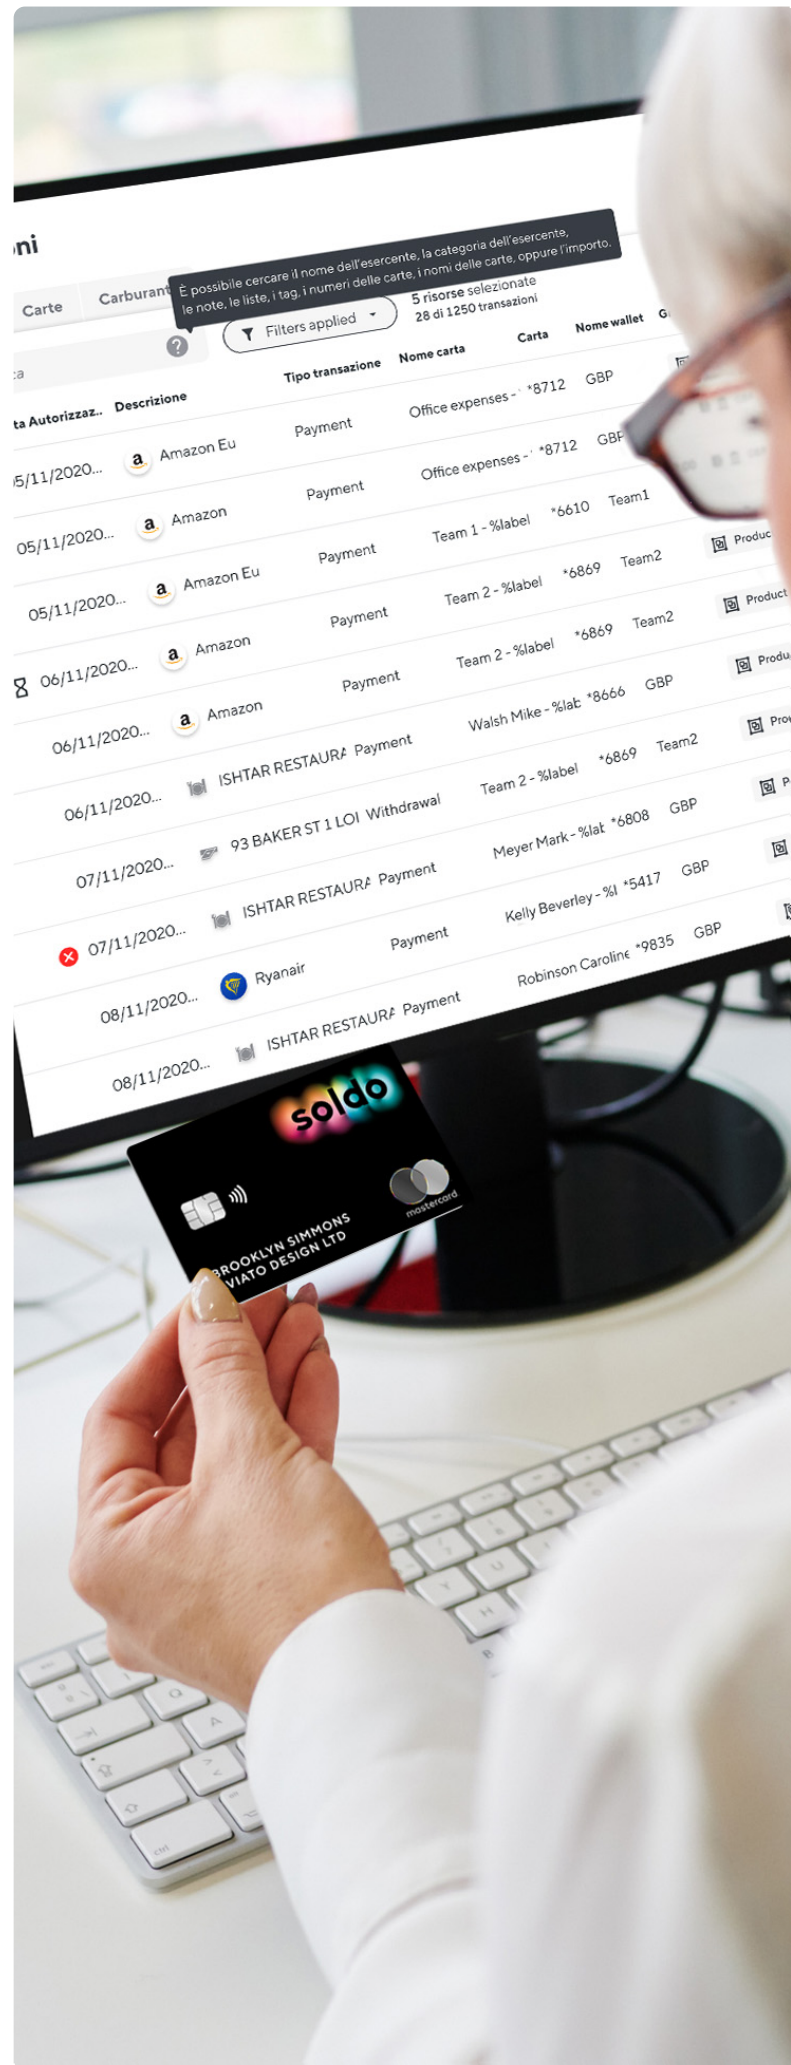 ni
Carte Carburant
È possibile cercare il nome dell'esercente, la categoria dell'esercente,
le note, le liste, i tag, i numeri delle carte, i nomi delle carte, oppure l'importo.
ca
?
Filters applied
5 risorse selezionate
28 di 1250 transazioni
ta Autorizzaz.. Descrizione Tipo transazione Nome carta Carta Nome wallet G
05/11/2020... a Amazon Eu Payment Office expenses - *8712 GBP
05/11/2020... a Amazon Payment Office expenses - *8712 GBP
05/11/2020... a Amazon Eu Payment Team 1 - %label *6610 Team1
06/11/2020... a Amazon Payment Team 2 - %label *6869 Team2 Produc
06/11/2020... a Amazon Payment Team 2 - %label *6869 Team2 Product
06/11/2020... ISHTAR RESTAURA Payment Walsh Mike - %lab *8666 GBP Produ
07/11/2020... 93 BAKER ST 1 LOI Withdrawal Team 2 - %label *6869 Team2 Pro
07/11/2020... ISHTAR RESTAURA Payment Meyer Mark - %lab *6808 GBP P
08/11/2020... Ryanair Payment Kelly Beverley - %l *5417 GBP
08/11/2020... ISHTAR RESTAURA Payment Robinson Caroline *9835 GBP
soldo
mastercard.
BROOKLYN SIMMONS
VIATO DESIGN LTD
Q
A
U
H
B
ctrl